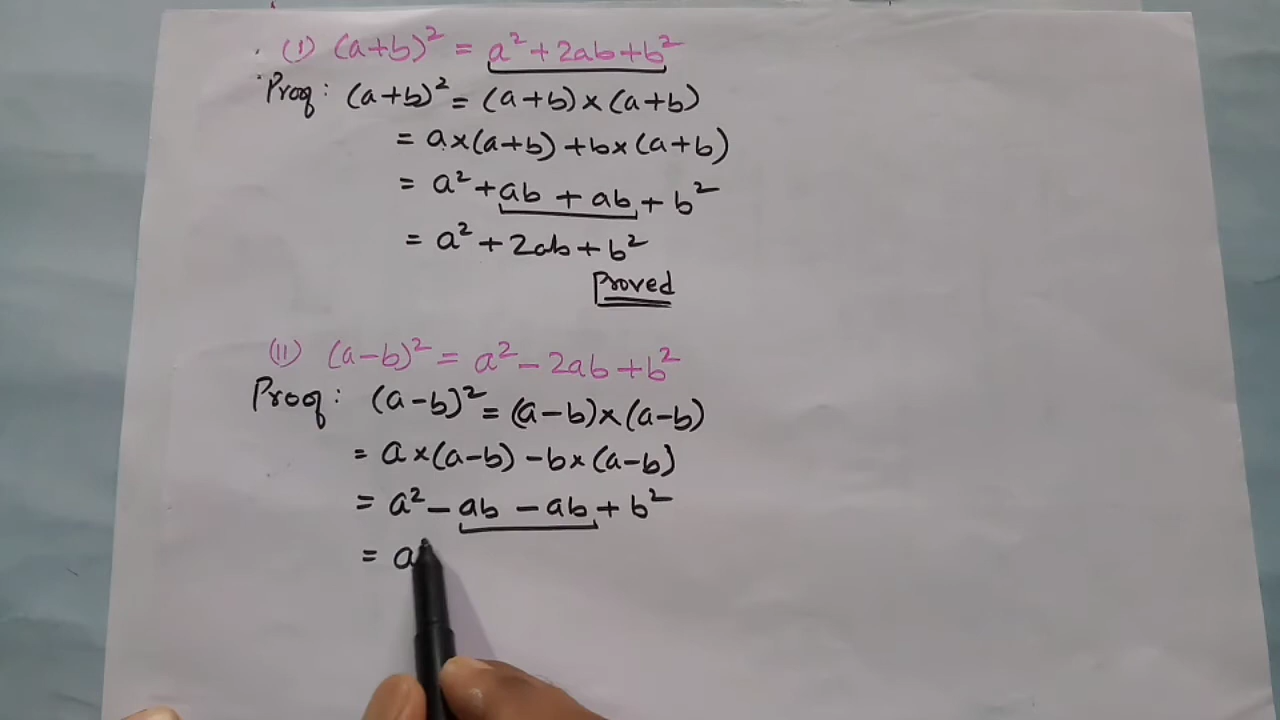 (I) (a+b)² = a² + 2ab + b²
Proof: (a+b)² = (a+b) × (a+b)
= a×(a+b) + b×(a+b)
= a² + ab + ab + b²
= a² + 2ab + b²
Proved
(II) (a-b)² = a² - 2ab + b²
Proof: (a-b)² = (a-b)×(a-b)
= a×(a-b) - b×(a-b)
= a² - ab - ab + b²
= a